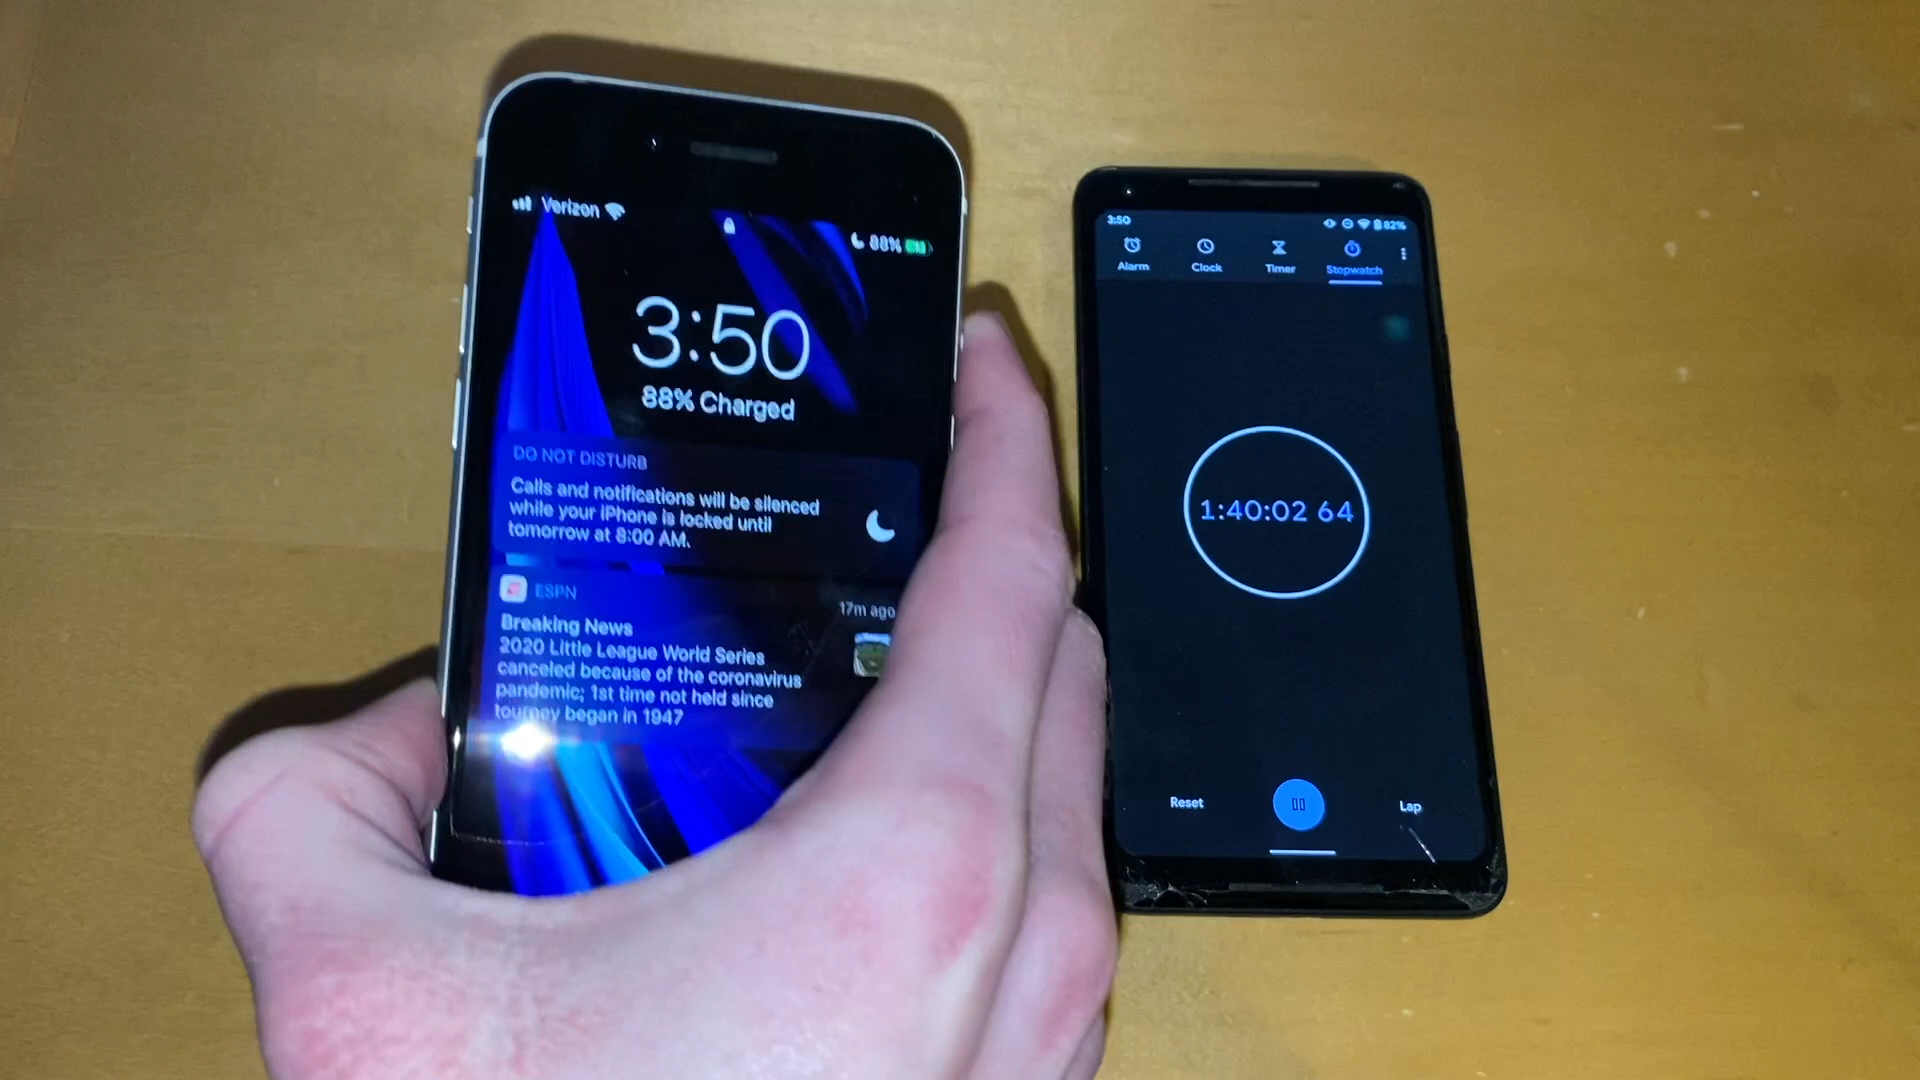 Verizon
88%
3:50
88% Charged
DO NOT DISTURB
Calls and notifications will be silenced
while your iPhone is locked until
tomorrow at 8:00 AM.
ESPN
17m ago
Breaking News
2020 Little League World Series
canceled because of the coronavirus
pandemic; 1st time not held since
tourney began in 1947
3:50
82%
Alarm
Clock
Timer
Stopwatch
1:40:02 64
Reset
Lap